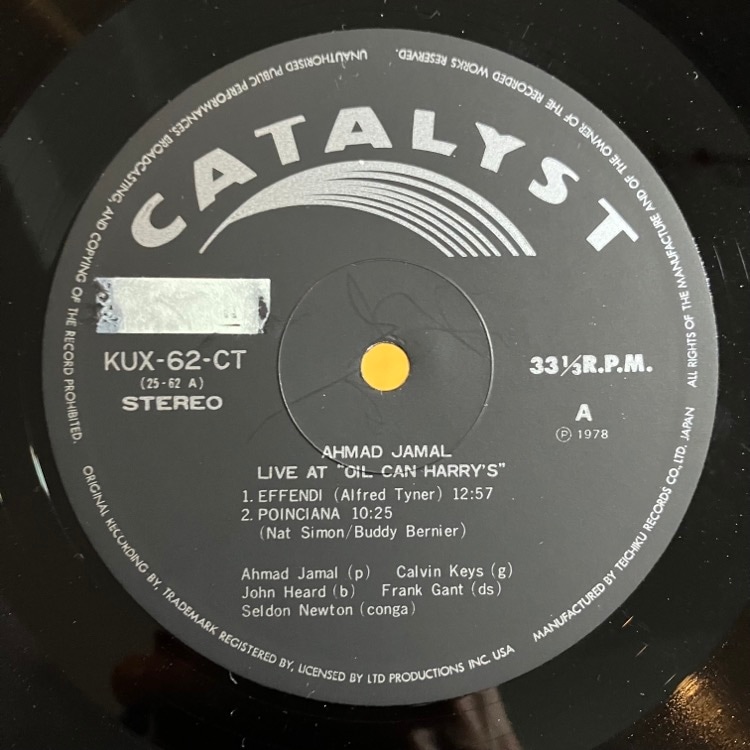 CATALYST
KUX-62-CT
(25-62 A)
STEREO
33⅓R.P.M.
A
Ⓟ 1978
AHMAD JAMAL
LIVE AT "OIL CAN HARRY'S"
1. EFFENDI (Alfred Tyner) 12:57
2. POINCIANA 10:25
(Nat Simon/Buddy Bernier)
Ahmad Jamal (p) Calvin Keys (g)
John Heard (b) Frank Gant (ds)
Seldon Newton (conga)
ORIGINAL RECORDING BY, TRADEMARK REGISTERED BY, LICENSED BY LTD PRODUCTIONS INC. USA
MANUFACTURED BY TEICHIKU RECORDS CO., LTD. JAPAN
ALL RIGHTS OF THE MANUFACTURE AND OF THE OWNER OF THE RECORDED WORKS RESERVED.
UNAUTHORISED PUBLIC PERFORMANCES, BROADCASTING, AND COPYING OF THE RECORD PROHIBITED.